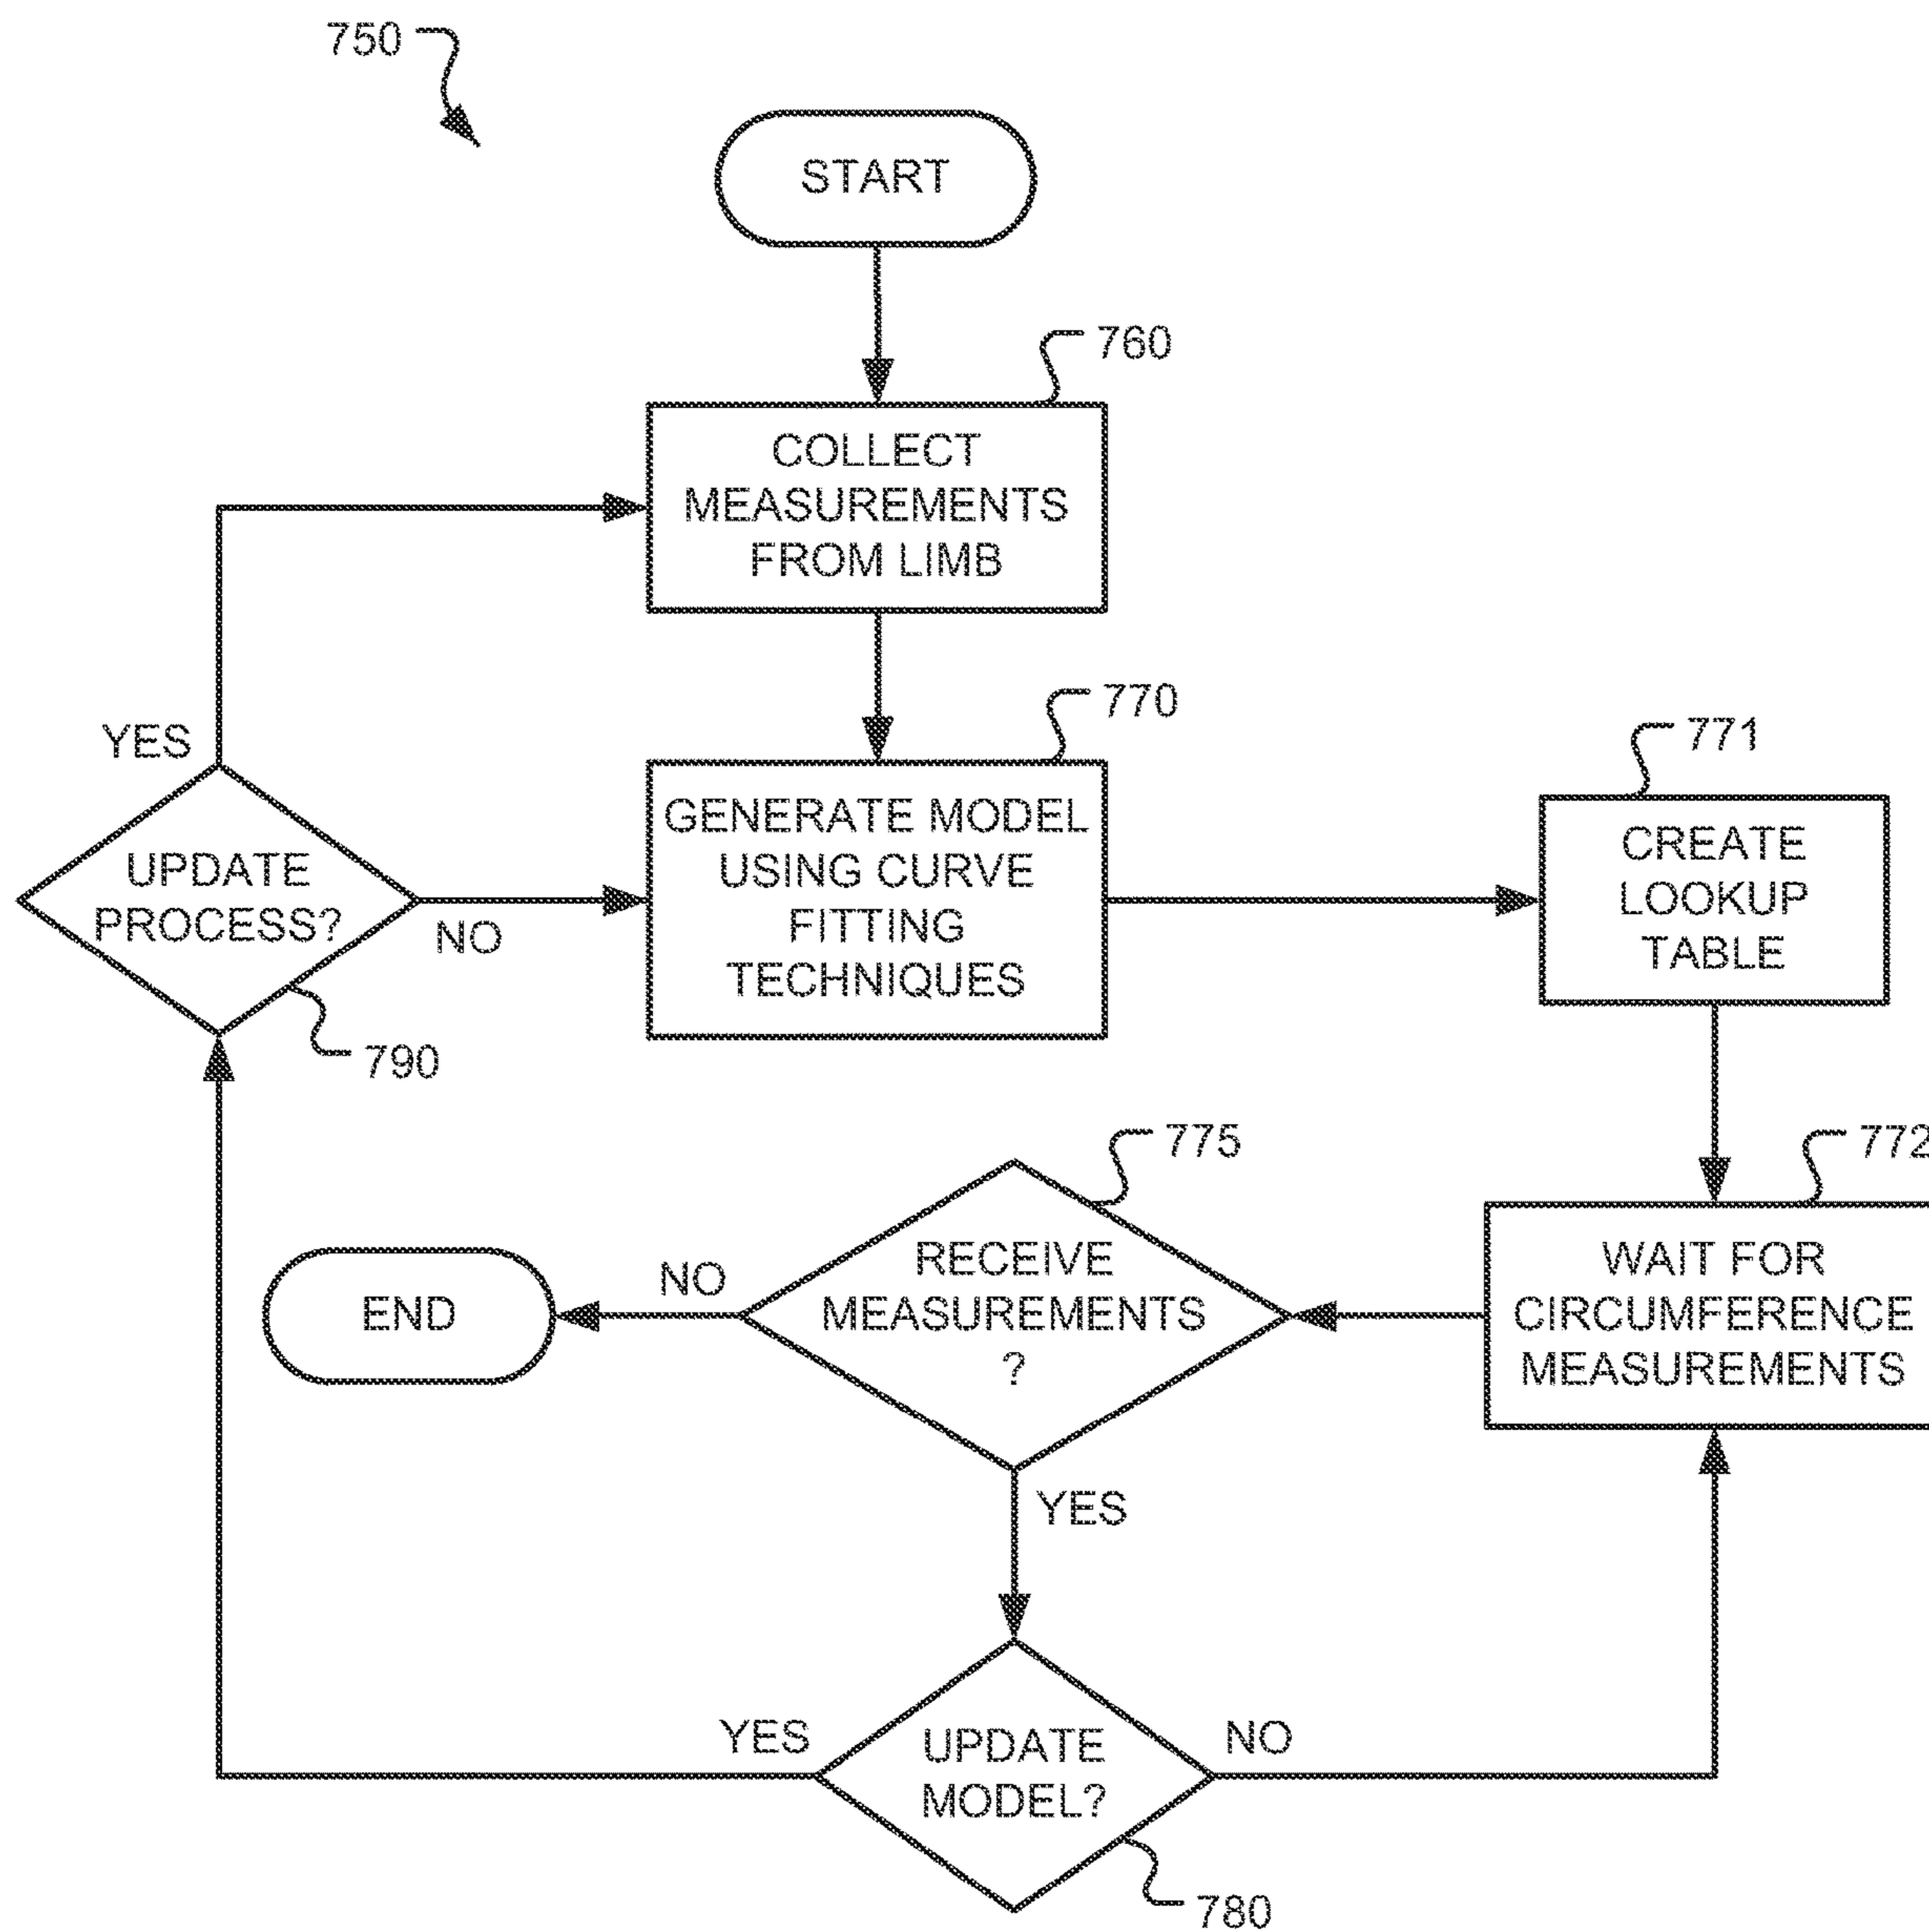 750
START
760
COLLECT
MEASUREMENTS
FROM LIMB
770
GENERATE MODEL
USING CURVE
FITTING
TECHNIQUES
771
CREATE
LOOKUP
TABLE
YES
UPDATE
PROCESS?
NO
790
775
RECEIVE
MEASUREMENTS
?
772
WAIT FOR
CIRCUMFERENCE
MEASUREMENTS
NO
END
YES
YES
UPDATE
MODEL?
NO
780